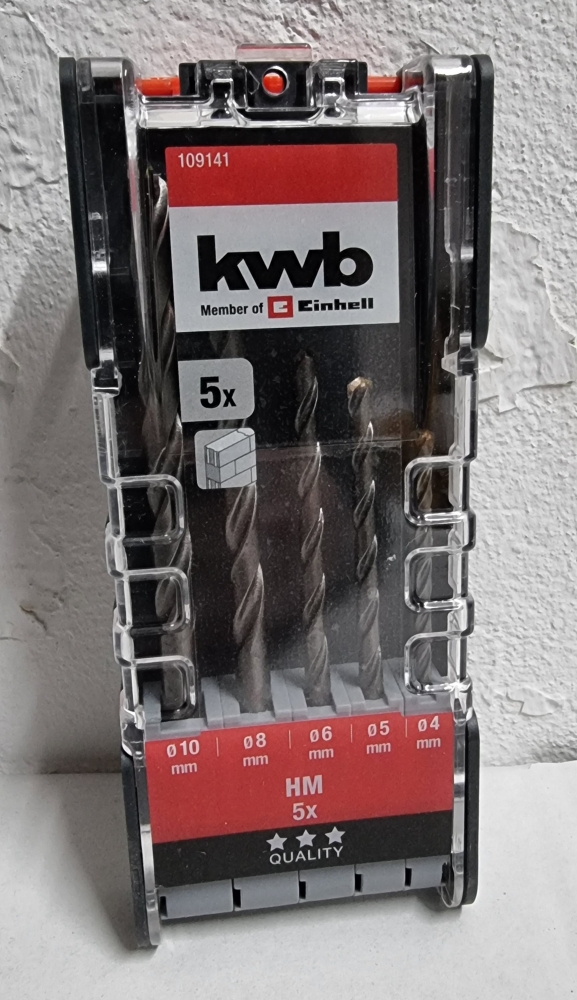 109141
kwb
Member of Einhell
5x
ø10 mm
ø8 mm
ø6 mm
ø5 mm
ø4 mm
HM
5x
QUALITY